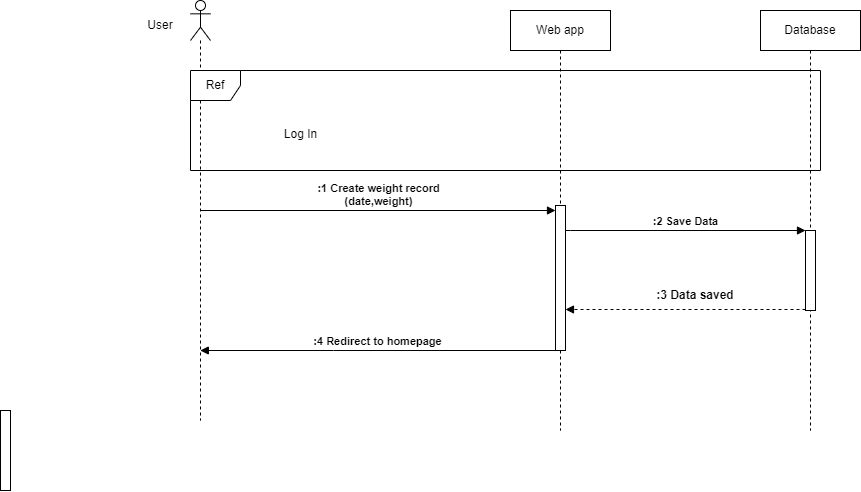 User
Web app
Database
Ref
Log In
:1 Create weight record
(date,weight)
:2 Save Data
:3 Data saved
:4 Redirect to homepage